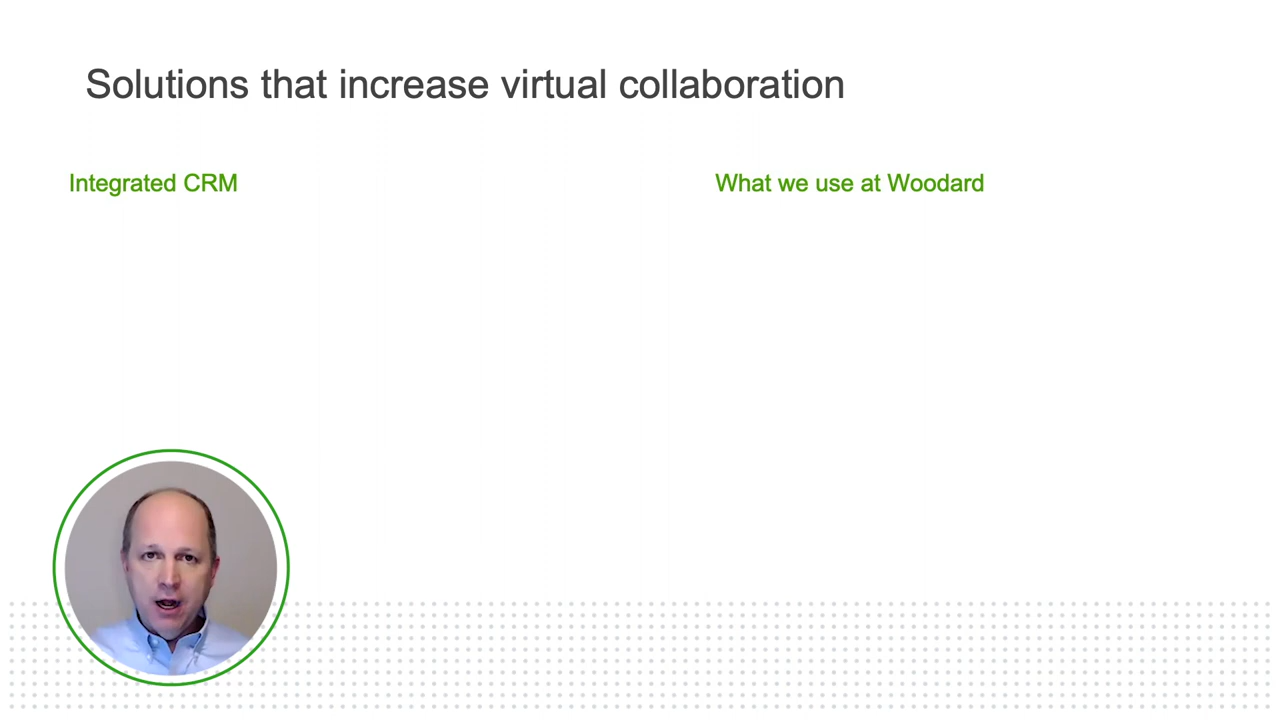 Solutions that increase virtual collaboration
Integrated CRM
What we use at Woodard